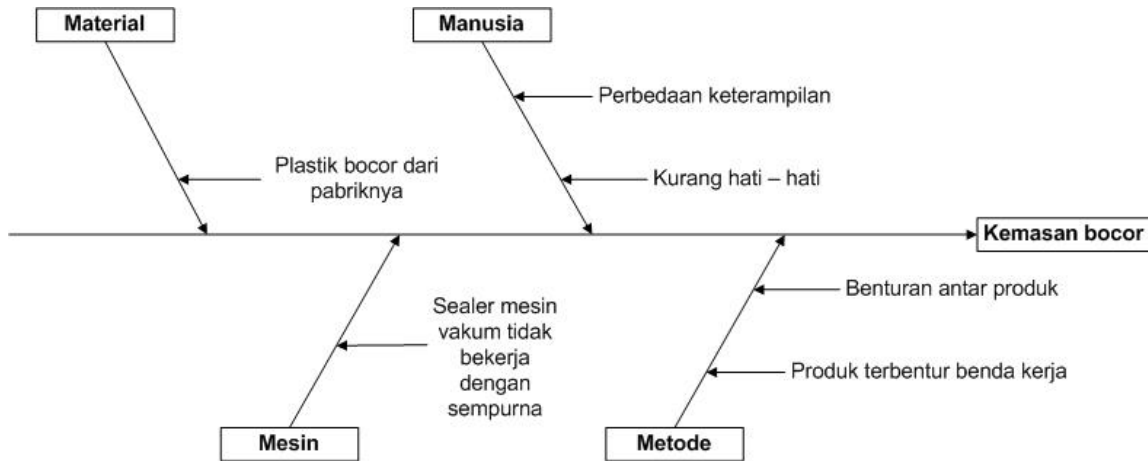 Material
Manusia
Perbedaan keterampilan
Plastik bocor dari
pabriknya
Kurang hati – hati
Kemasan bocor
Benturan antar produk
Sealer mesin
vakum tidak
bekerja
dengan
sempurna
Produk terbentur benda kerja
Mesin
Metode